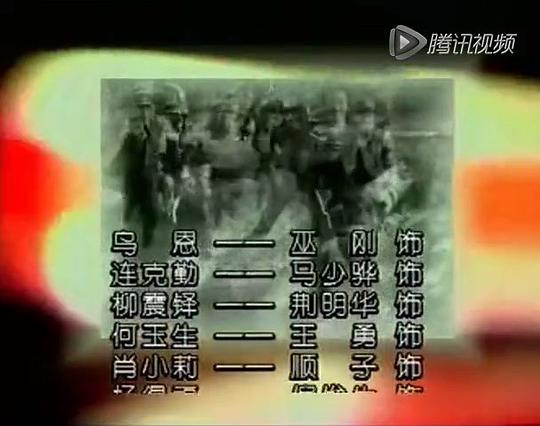 腾讯视频
乌 恩 —— 巫 刚 饰
连克勤 —— 马少骅 饰
柳震铎 —— 荆明华 饰
何玉生 —— 王 勇 饰
肖小莉 —— 顺 子 饰